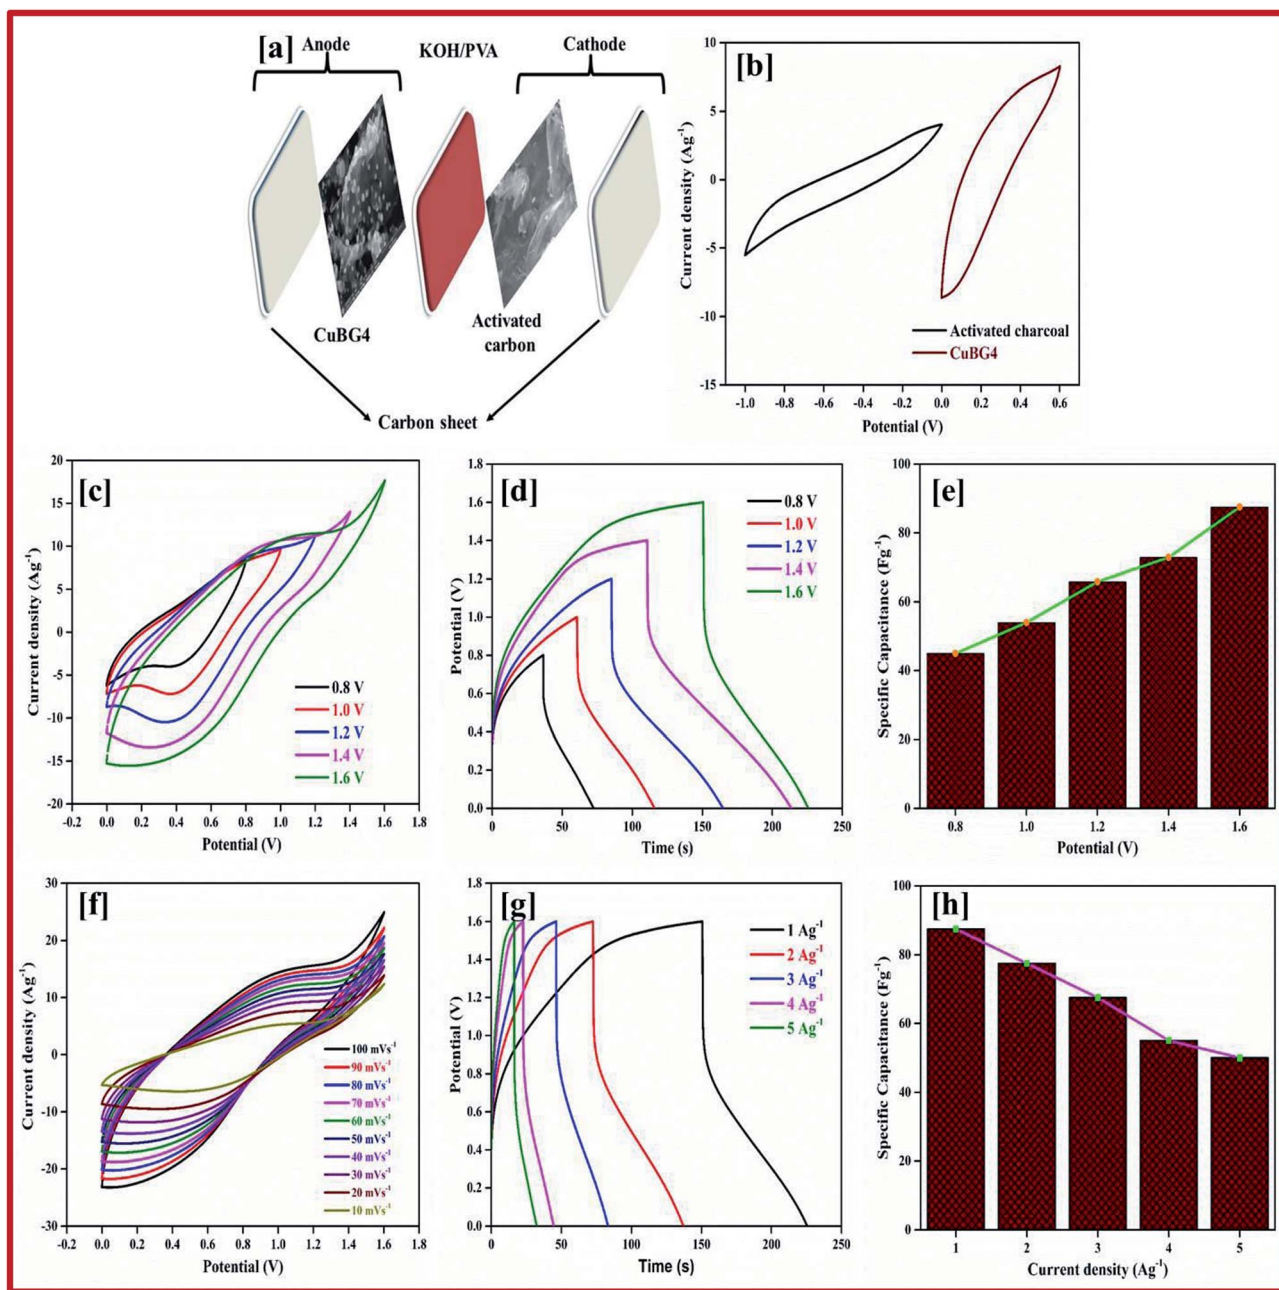 [a]
Anode
KOH/PVA
Cathode
CuBG4
Activated
carbon
Carbon sheet
[b]
Current density (Ag⁻¹)
10
5
0
-5
-10
-15
Activated charcoal
CuBG4
-1.0 -0.8 -0.6 -0.4 -0.2 0.0 0.2 0.4 0.6
Potential (V)
[c]
Current density (Ag⁻¹)
20
15
10
5
0
-5
-10
-15
-20
0.8 V
1.0 V
1.2 V
1.4 V
1.6 V
-0.2 0.0 0.2 0.4 0.6 0.8 1.0 1.2 1.4 1.6 1.8
Potential (V)
[d]
Potential (V)
1.8
1.6
1.4
1.2
1.0
0.8
0.6
0.4
0.2
0.0
0.8 V
1.0 V
1.2 V
1.4 V
1.6 V
0 50 100 150 200 250
Time (s)
[e]
Specific Capacitance (Fg⁻¹)
100
80
60
40
20
0
0.8 1.0 1.2 1.4 1.6
Potential (V)
[f]
Current density (Ag⁻¹)
30
20
10
0
-10
-20
-30
100 mVs⁻¹
90 mVs⁻¹
80 mVs⁻¹
70 mVs⁻¹
60 mVs⁻¹
50 mVs⁻¹
40 mVs⁻¹
30 mVs⁻¹
20 mVs⁻¹
10 mVs⁻¹
-0.2 0.0 0.2 0.4 0.6 0.8 1.0 1.2 1.4 1.6 1.8
Potential (V)
[g]
Potential (V)
1.8
1.6
1.4
1.2
1.0
0.8
0.6
0.4
0.2
0.0
1 Ag⁻¹
2 Ag⁻¹
3 Ag⁻¹
4 Ag⁻¹
5 Ag⁻¹
0 50 100 150 200 250
Time (s)
[h]
Specific Capacitance (Fg⁻¹)
100
80
60
40
20
0
1 2 3 4 5
Current density (Ag⁻¹)